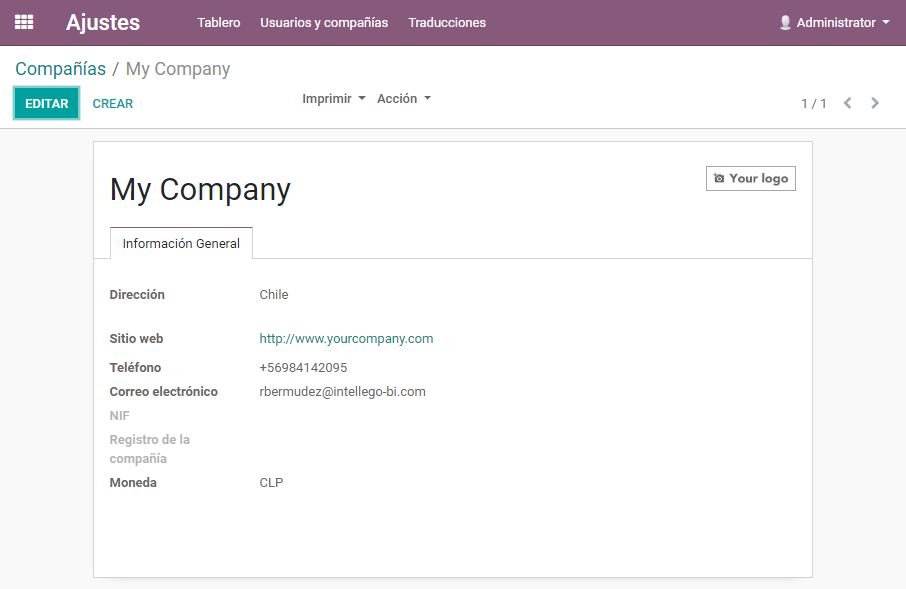 Ajustes Tablero Usuarios y compañías Traducciones Administrator
Compañías / My Company
EDITAR CREAR Imprimir Acción 1 / 1
My Company
Your logo
Información General
Dirección Chile
Sitio web http://www.yourcompany.com
Teléfono +56984142095
Correo electrónico rbermudez@intellego-bi.com
NIF
Registro de la
compañía
Moneda CLP